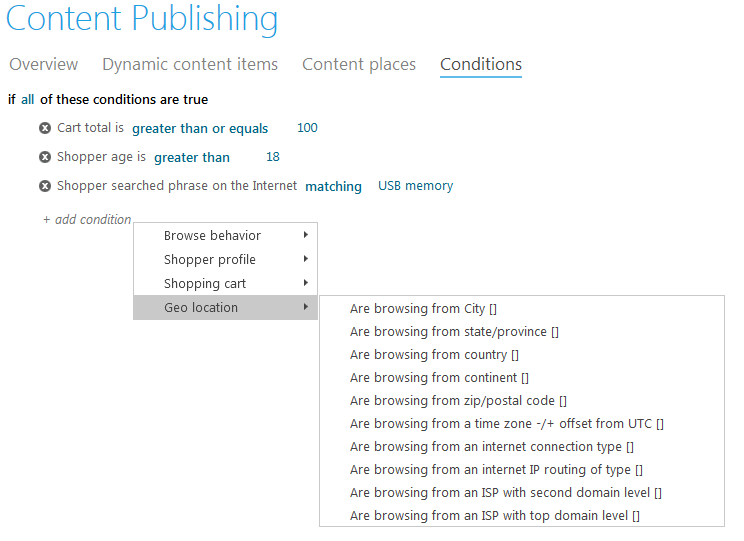 Content Publishing
Overview Dynamic content items Content places Conditions
if all of these conditions are true
Cart total is greater than or equals 100
Shopper age is greater than 18
Shopper searched phrase on the Internet matching USB memory
+ add condition
Browse behavior
Shopper profile
Shopping cart
Geo location
Are browsing from City []
Are browsing from state/province []
Are browsing from country []
Are browsing from continent []
Are browsing from zip/postal code []
Are browsing from a time zone -/+ offset from UTC []
Are browsing from an internet connection type []
Are browsing from an internet IP routing of type []
Are browsing from an ISP with second domain level []
Are browsing from an ISP with top domain level []